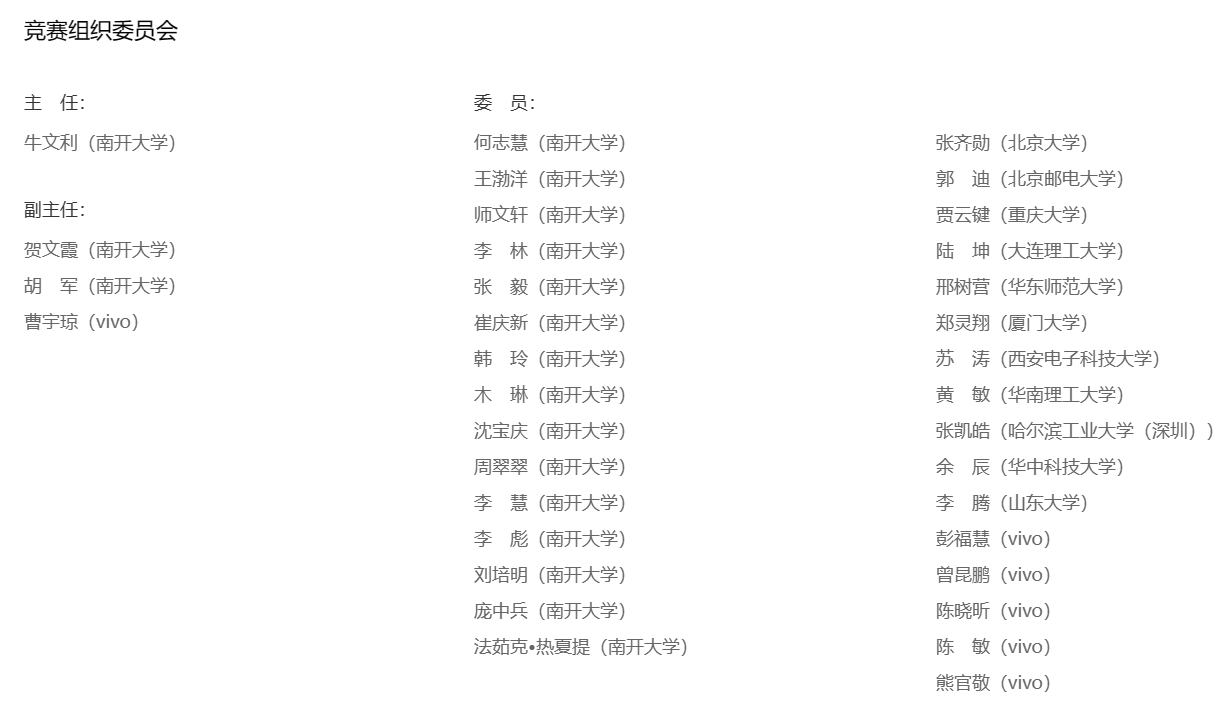 竞赛组织委员会
主　任：
牛文利（南开大学）
副主任：
贺文霞（南开大学）
胡　军（南开大学）
曹宇琼（vivo）
委　员：
何志慧（南开大学）
王渤洋（南开大学）
师文轩（南开大学）
李　林（南开大学）
张　毅（南开大学）
崔庆新（南开大学）
韩　玲（南开大学）
木　琳（南开大学）
沈宝庆（南开大学）
周翠翠（南开大学）
李　慧（南开大学）
李　彪（南开大学）
刘培明（南开大学）
庞中兵（南开大学）
法茹克•热夏提（南开大学）
张齐勋（北京大学）
郭　迪（北京邮电大学）
贾云键（重庆大学）
陆　坤（大连理工大学）
邢树营（华东师范大学）
郑灵翔（厦门大学）
苏　涛（西安电子科技大学）
黄　敏（华南理工大学）
张凯皓（哈尔滨工业大学（深圳））
余　辰（华中科技大学）
李　腾（山东大学）
彭福慧（vivo）
曾昆鹏（vivo）
陈晓昕（vivo）
陈　敏（vivo）
熊官敬（vivo）